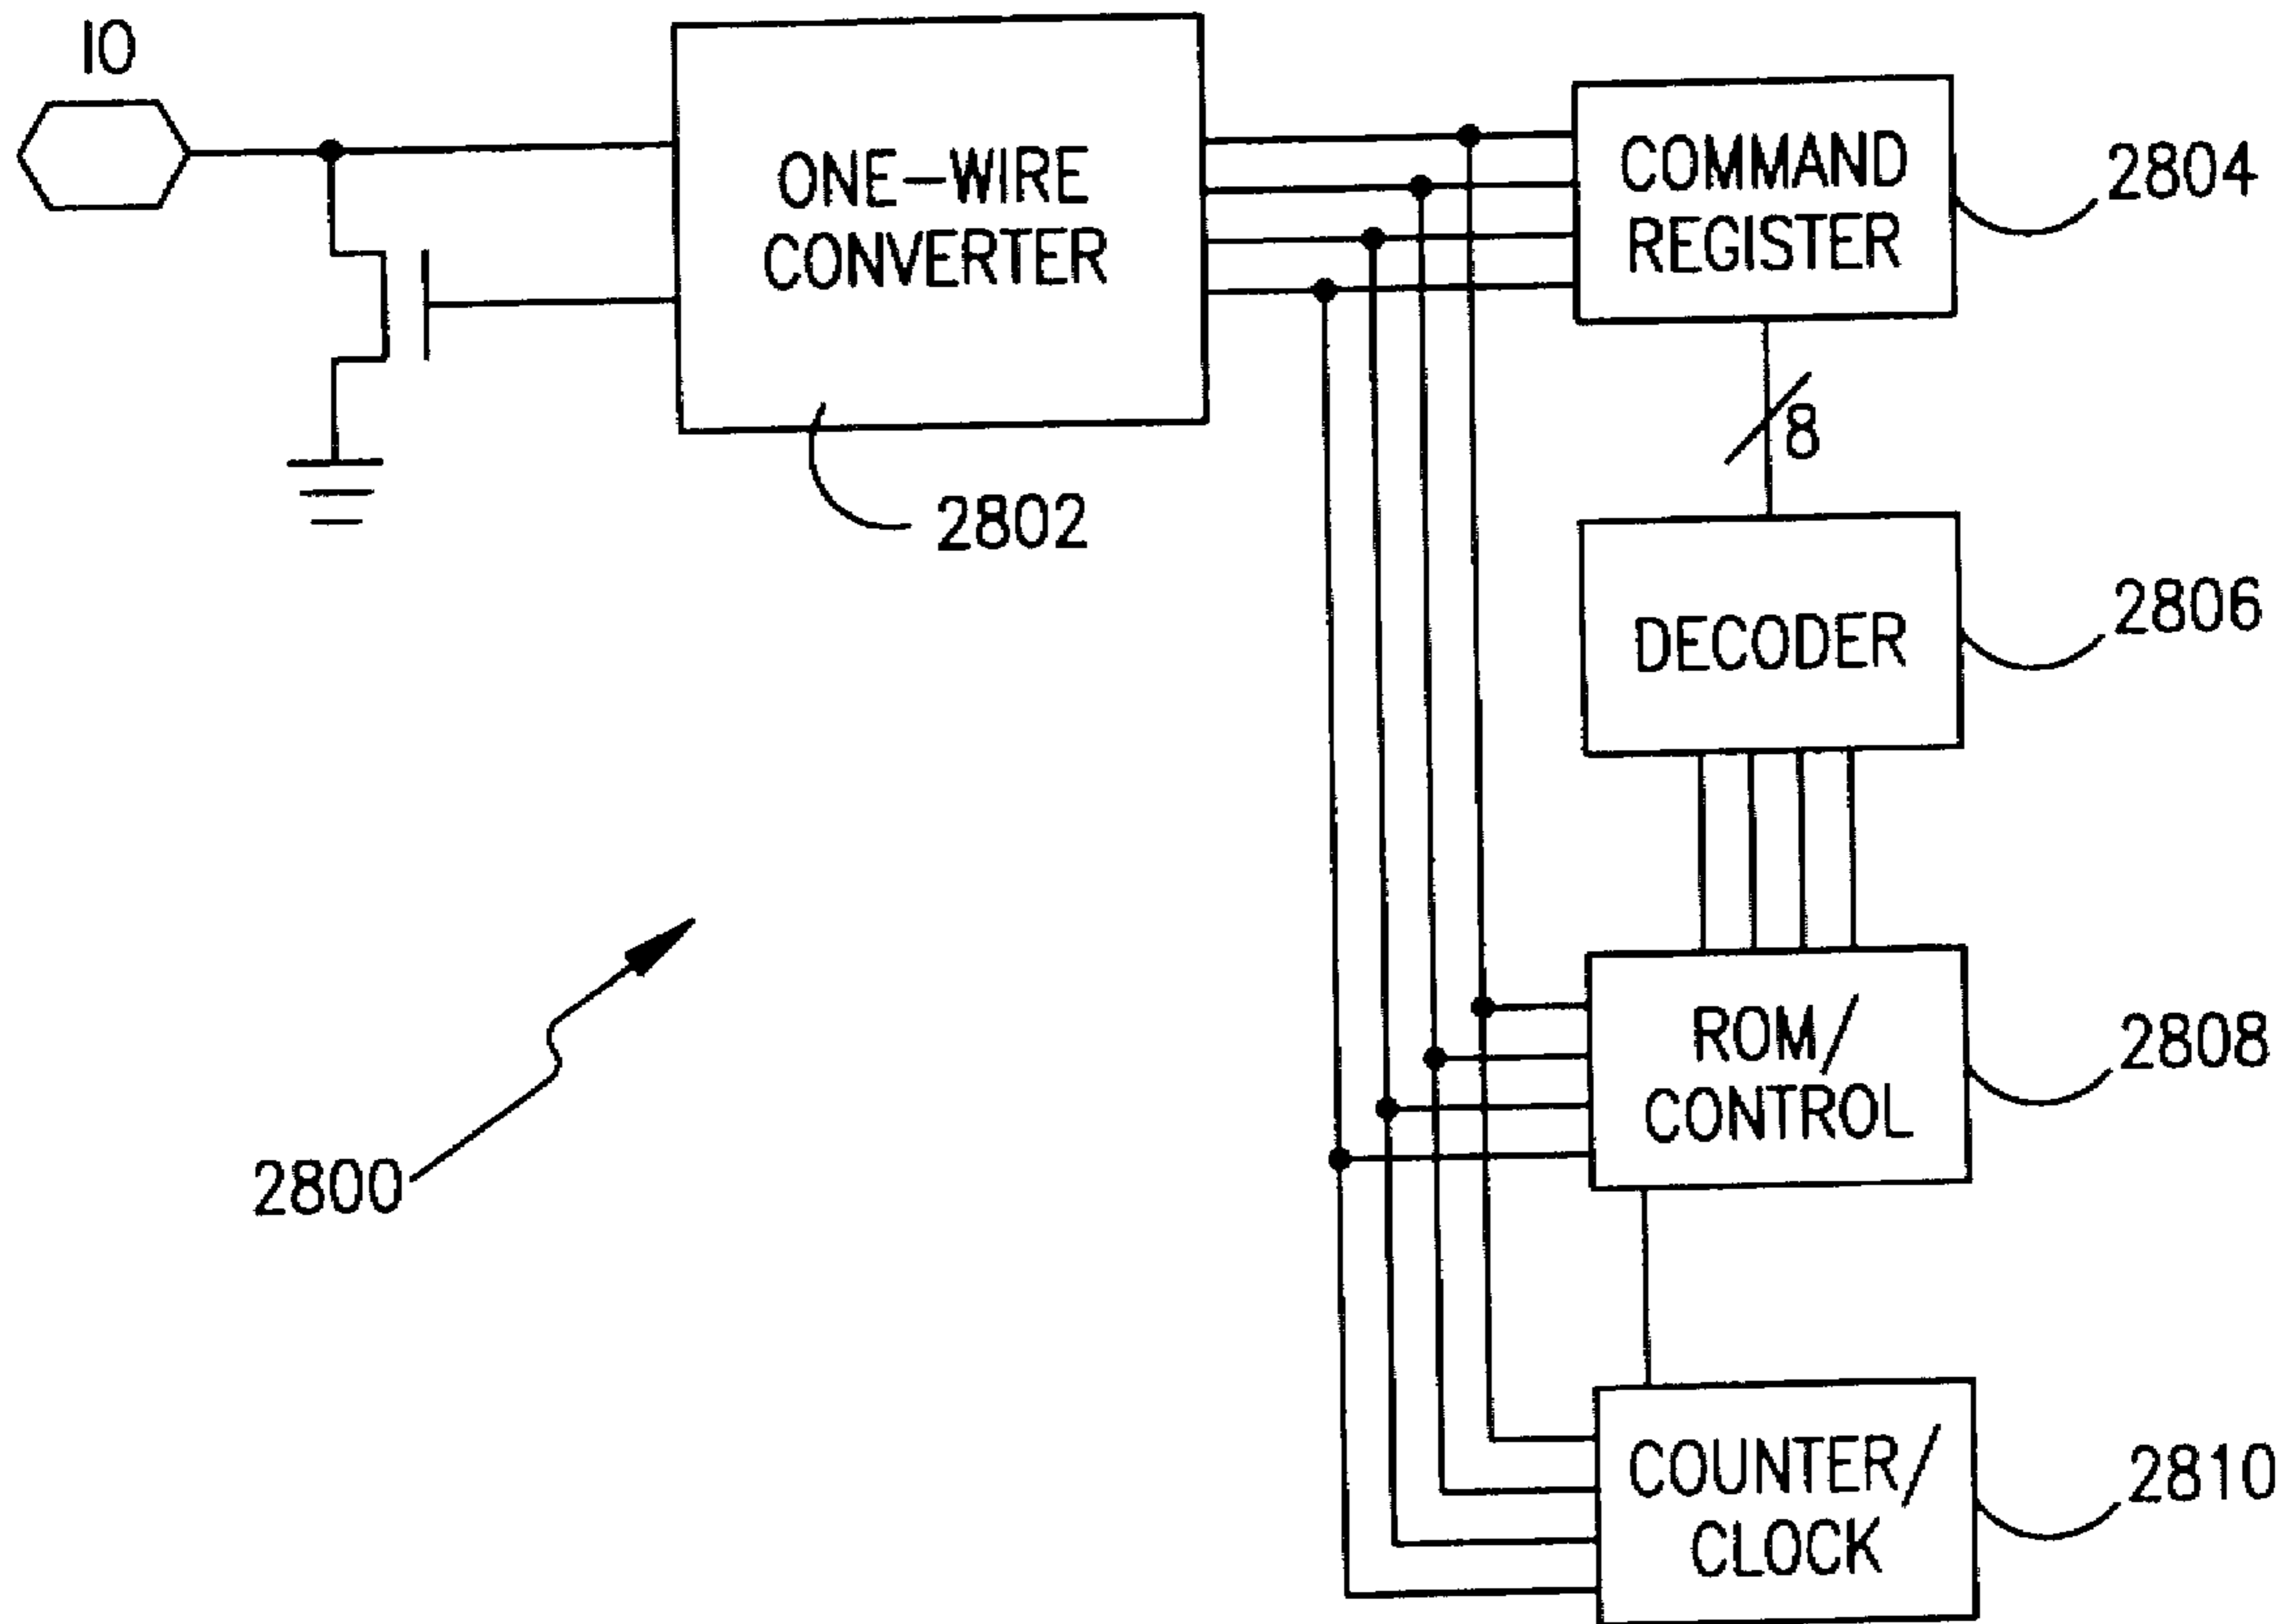 IO
ONE-WIRE
CONVERTER
2802
COMMAND
REGISTER
2804
8
DECODER
2806
ROM/
CONTROL
2808
2800
COUNTER/
CLOCK
2810